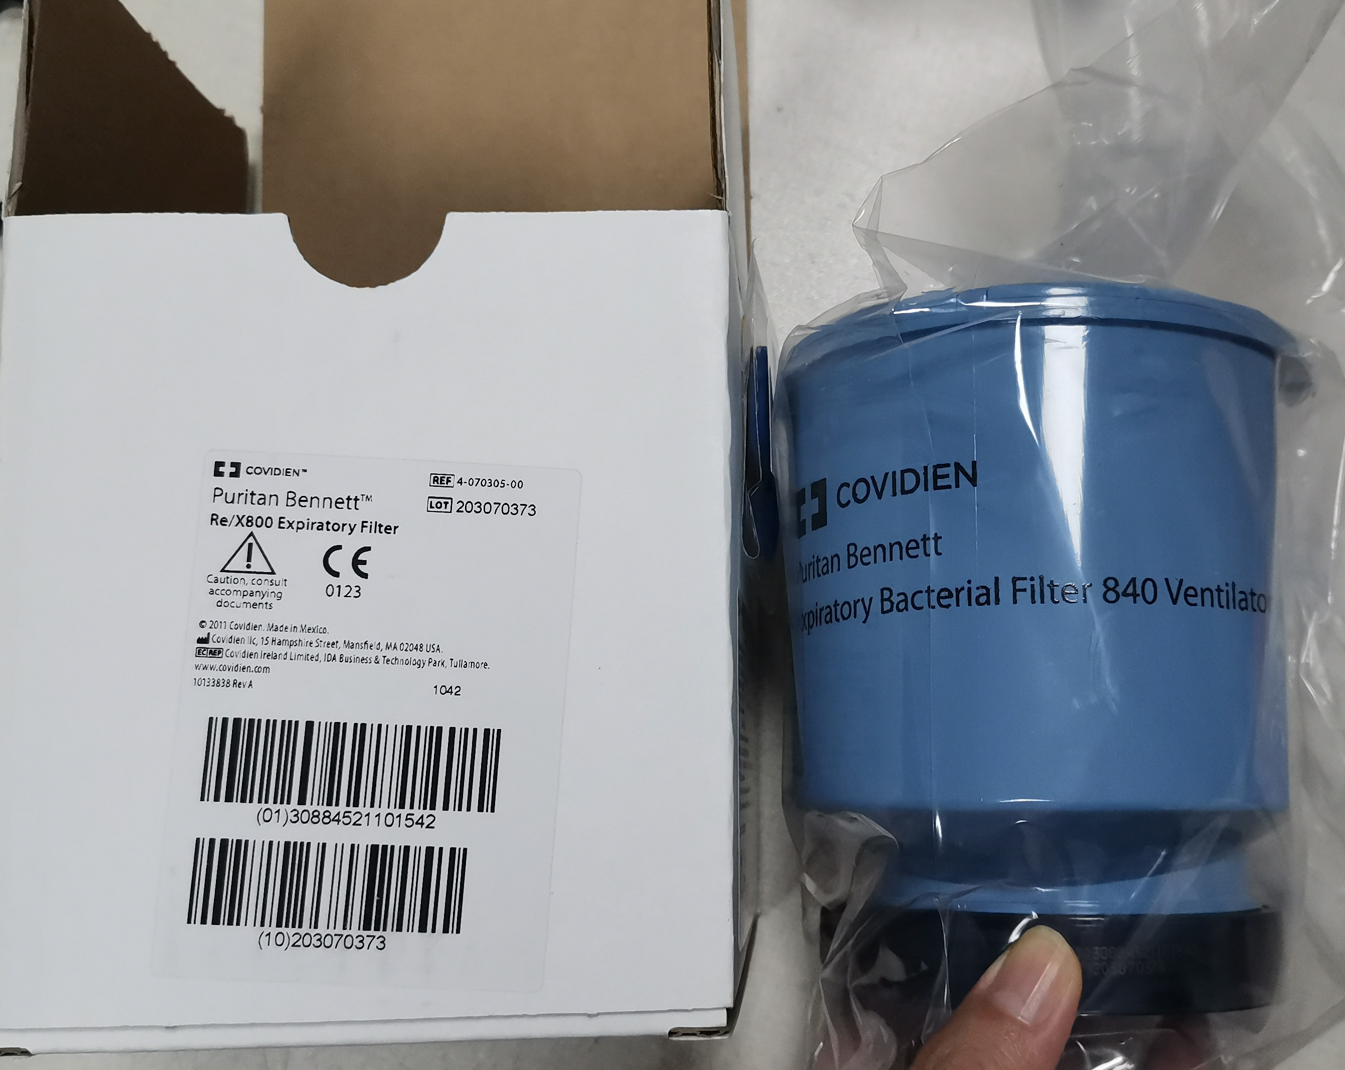 COVIDIEN™
REF 4-070305-00
Puritan Bennett™
LOT 203070373
Re/X800 Expiratory Filter
CE
0123
Caution, consult
accompanying
documents
© 2011 Covidien. Made in Mexico.
Covidien llc, 15 Hampshire Street, Mansfield, MA 02048 USA.
EC REP Covidien Ireland Limited, IDA Business & Technology Park, Tullamore.
www.covidien.com
10133838 Rev A
1042
(01)30884521101542
(10)203070373
COVIDIEN
Puritan Bennett
xpiratory Bacterial Filter 840 Ventilato